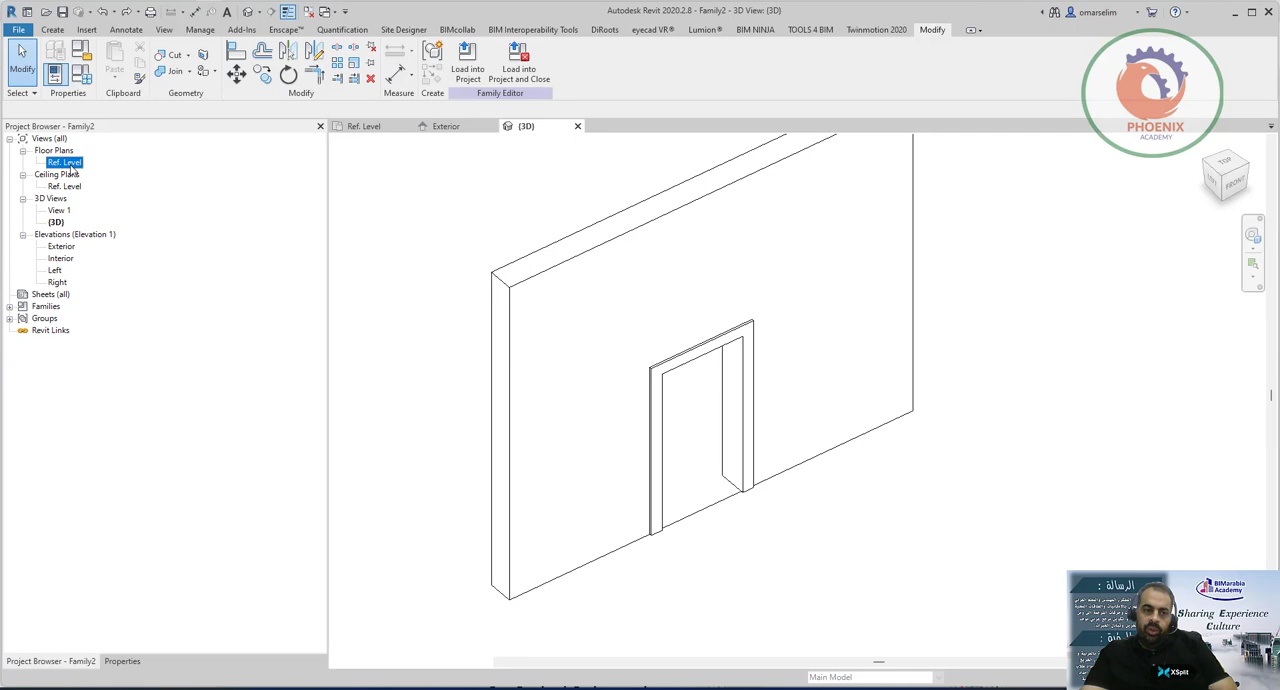 Autodesk Revit 2020.2.8 - Family2 - 3D View: {3D}
omarselim
File Create Insert Annotate View Manage Add-Ins Enscape™ Quantification Site Designer BIMcollab BIM Interoperability Tools DiRoots eyecad VR® Lumion® BIM NINJA TOOLS 4 BIM Twinmotion 2020 Modify
Modify
Paste
Cut
Join
Load into
Project
Load into
Project and Close
Select Properties Clipboard Geometry Modify Measure Create Family Editor
PHOENIX
ACADEMY
Project Browser - Family2
Ref. Level
Exterior
{3D}
Views (all)
Floor Plans
Ref. Level
Ceiling Plans
Ref. Level
3D Views
View 1
{3D}
Elevations (Elevation 1)
Exterior
Interior
Left
Right
Sheets (all)
Families
Groups
Revit Links
TOP
FRONT
الرسالة :
BIMarabia
Academy
Sharing Experience
Culture
XSplit
Project Browser - Family2
Properties
Main Model